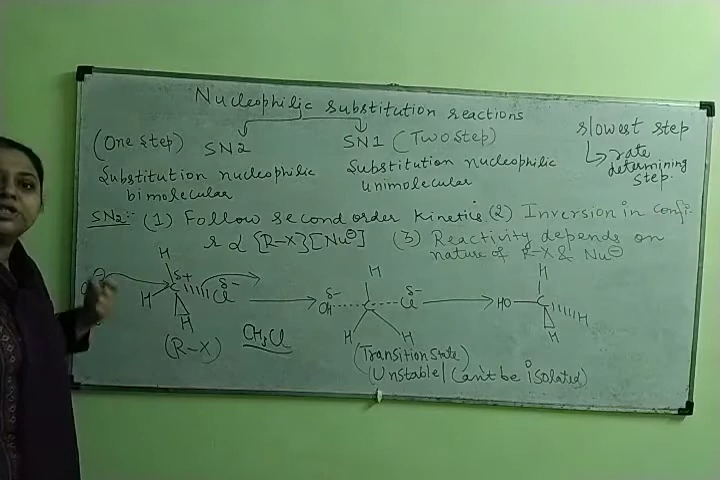 Nucleophilic substitution reactions
(One step) SN2
SN1 (Two step)
Substitution nucleophilic
bimolecular
Substitution nucleophilic
unimolecular
slowest step
↳ rate
determining
step.
SN2:- (1) Follow second order kinetics (2) Inversion in confi-
r ∝ [R-X][Nu⊖] (3) Reactivity depends on
nature of R-X & Nu⊖
H
δ+
C
δ-
Cl
H
H
(R-X)
CH3Cl
H
δ-
OH
C
δ-
Cl
H
H
(Transition state)
(Unstable/Can't be isolated)
H
HO
C
H
H